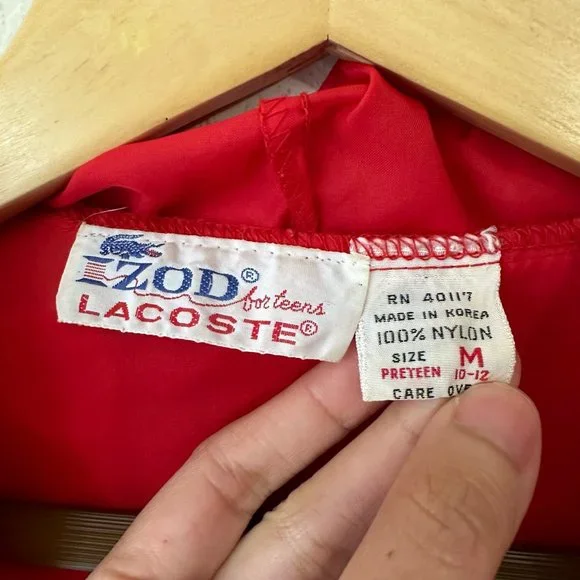 IZOD® for teens
LACOSTE®
RN 40117
MADE IN KOREA
100% NYLON
SIZE M
PRETEEN 10-12
CARE